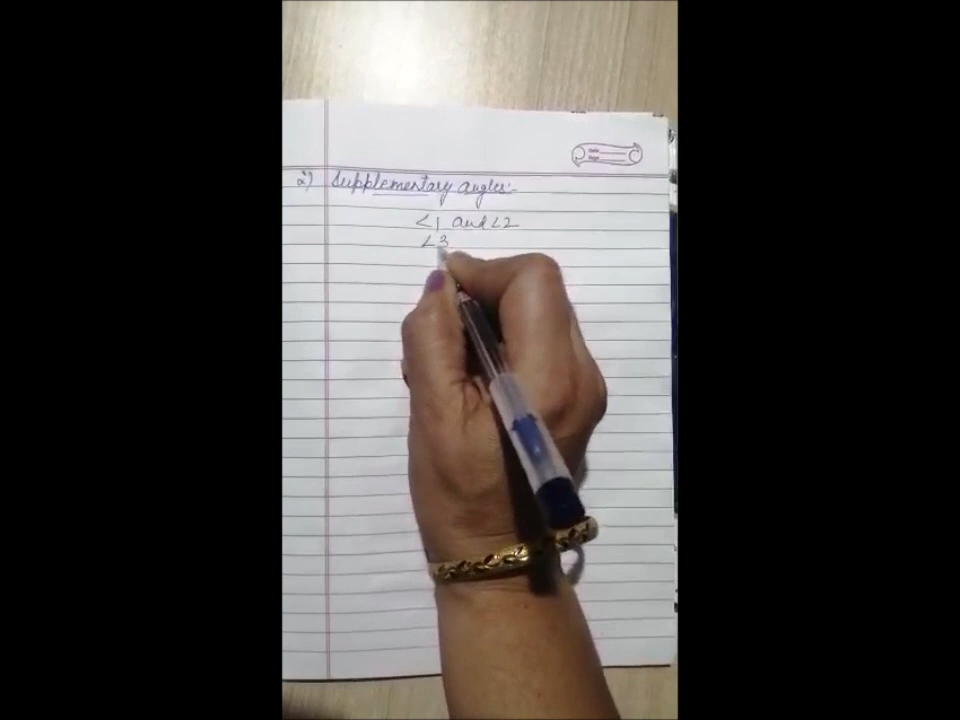 2) Supplementary angles:-
∠1 and ∠2
∠3